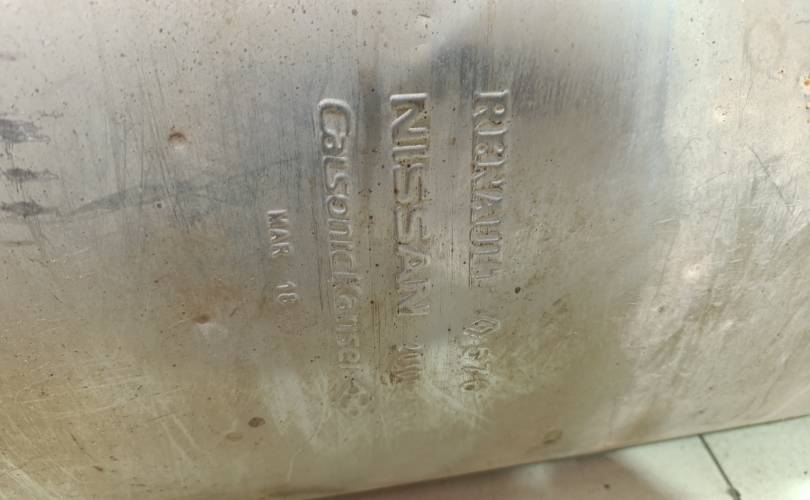 RENAULT
NISSAN
CalsonicKansei
MAR 18